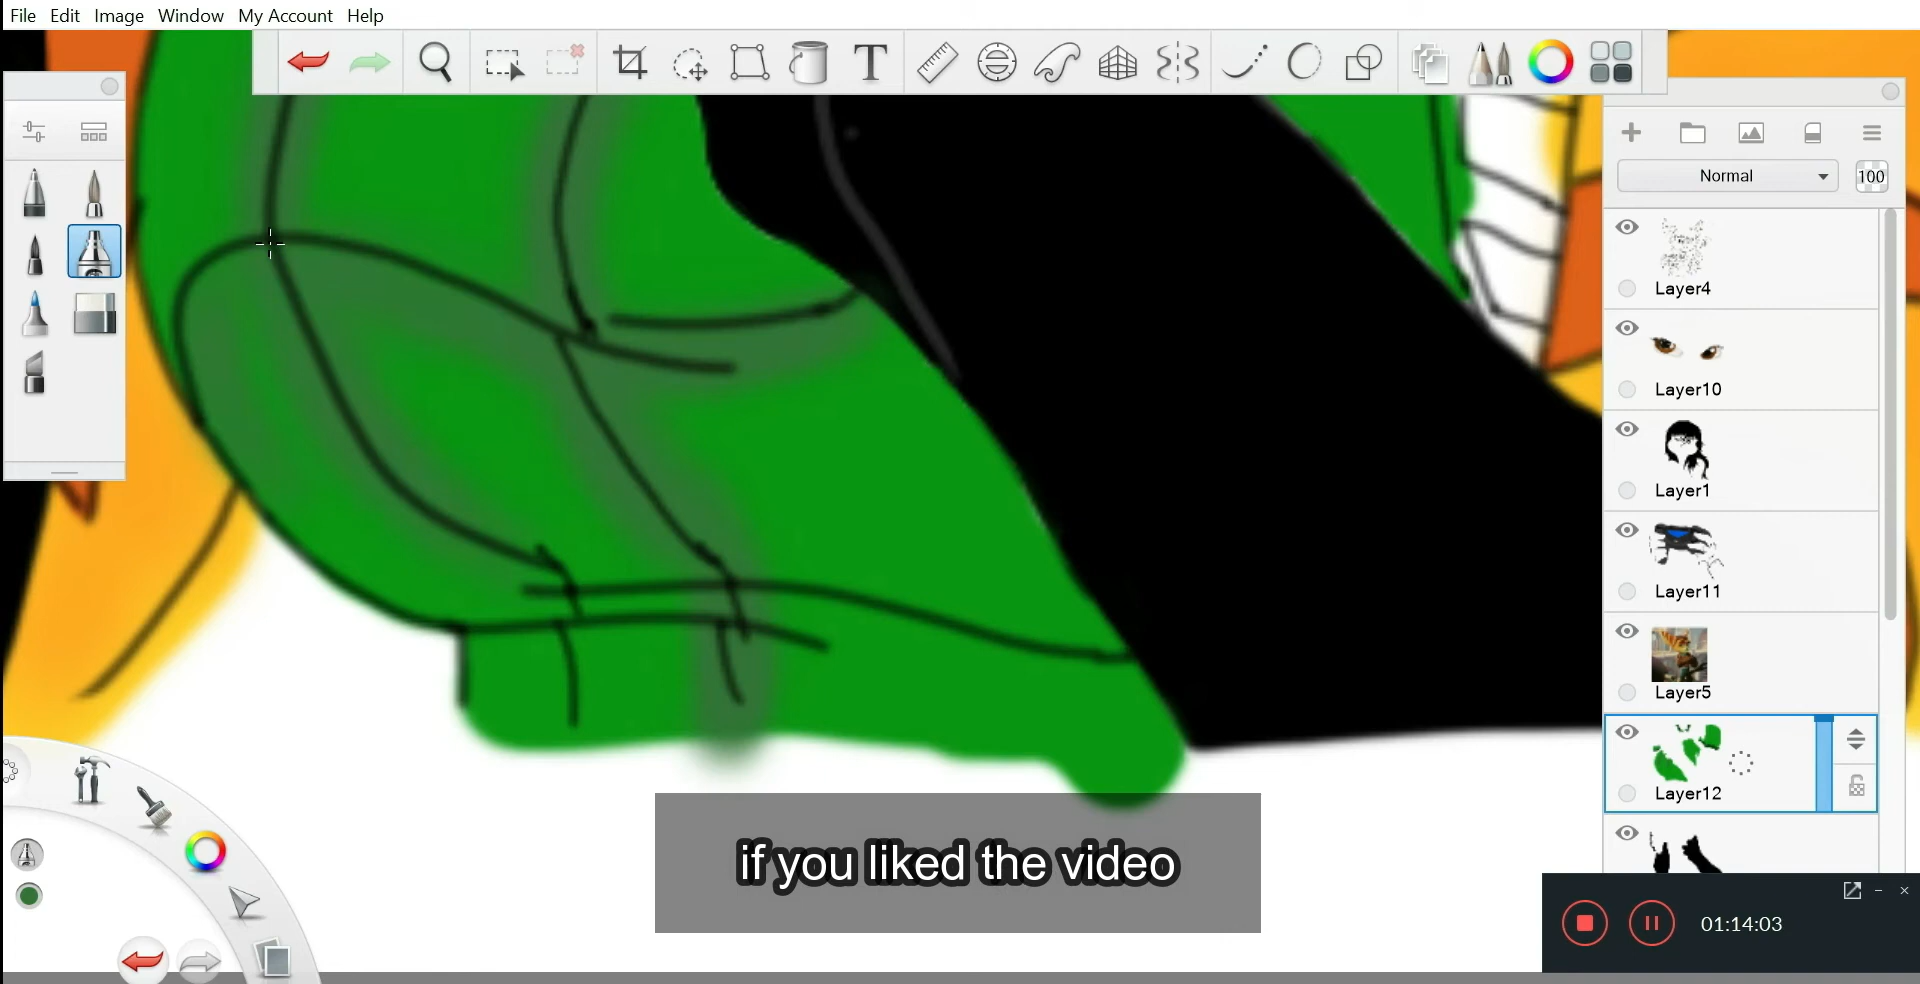 File Edit Image Window My Account Help
T
Normal 100
Layer4
Layer10
Layer1
Layer11
Layer5
Layer12
if you liked the video
01:14:03